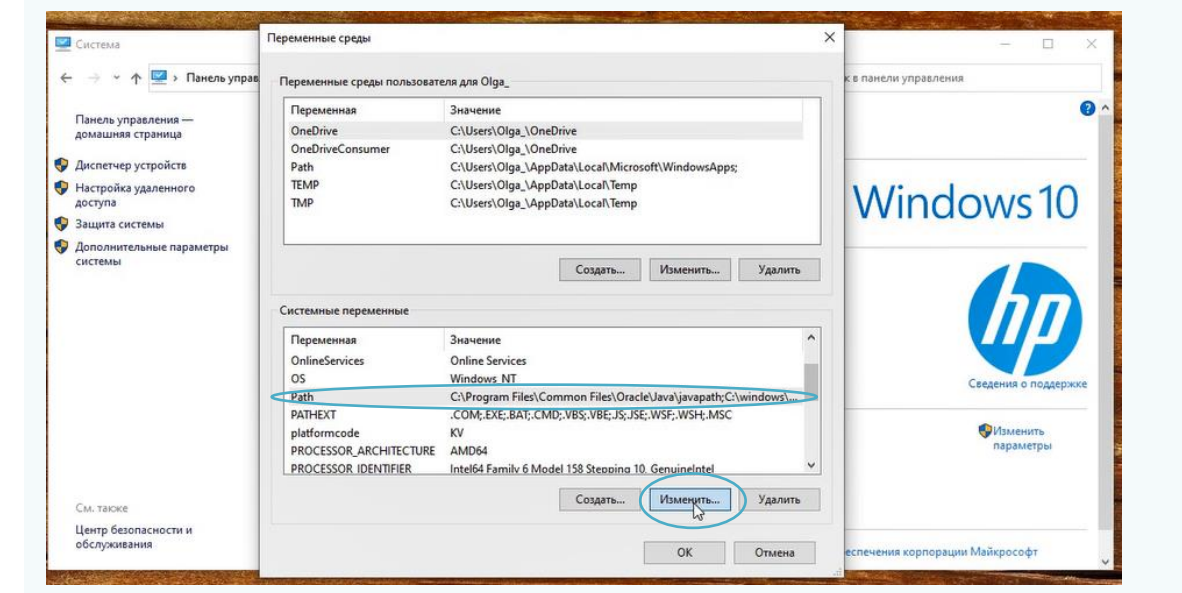 Система
Переменные среды
Панель управ
к в панели управления
Панель управления —
домашняя страница
Диспетчер устройств
Настройка удаленного
доступа
Защита системы
Дополнительные параметры
системы
См. также
Центр безопасности и
обслуживания
Переменные среды пользователя для Olga_
Переменная Значение
OneDrive C:\Users\Olga_\OneDrive
OneDriveConsumer C:\Users\Olga_\OneDrive
Path C:\Users\Olga_\AppData\Local\Microsoft\WindowsApps;
TEMP C:\Users\Olga_\AppData\Local\Temp
TMP C:\Users\Olga_\AppData\Local\Temp
Создать... Изменить... Удалить
Системные переменные
Переменная Значение
OnlineServices Online Services
OS Windows_NT
Path C:\Program Files\Common Files\Oracle\Java\javapath;C:\windows\...
PATHEXT .COM;.EXE;.BAT;.CMD;.VBS;.VBE;.JS;.JSE;.WSF;.WSH;.MSC
platformcode KV
PROCESSOR_ARCHITECTURE AMD64
PROCESSOR_IDENTIFIER Intel64 Family 6 Model 158 Stepping 10, GenuineIntel
Создать... Изменить... Удалить
OK Отмена
Windows 10
hp
Сведения о поддержке
Изменить
параметры
еспечения корпорации Майкрософт